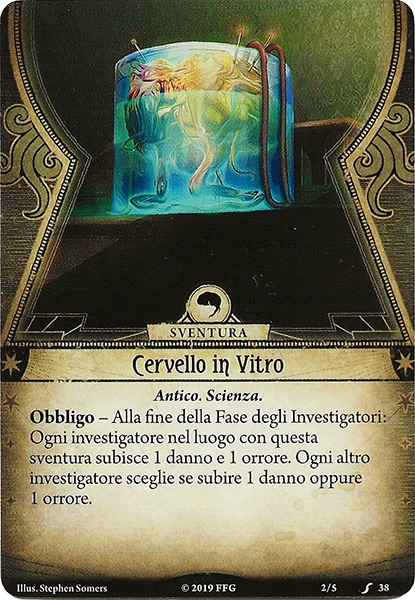 SVENTURA
Cervello in Vitro
Antico. Scienza.
Obbligo – Alla fine della Fase degli Investigatori:
Ogni investigatore nel luogo con questa
sventura subisce 1 danno e 1 orrore. Ogni altro
investigatore sceglie se subire 1 danno oppure
1 orrore.
Illus. Stephen Somers © 2019 FFG 2/5 38